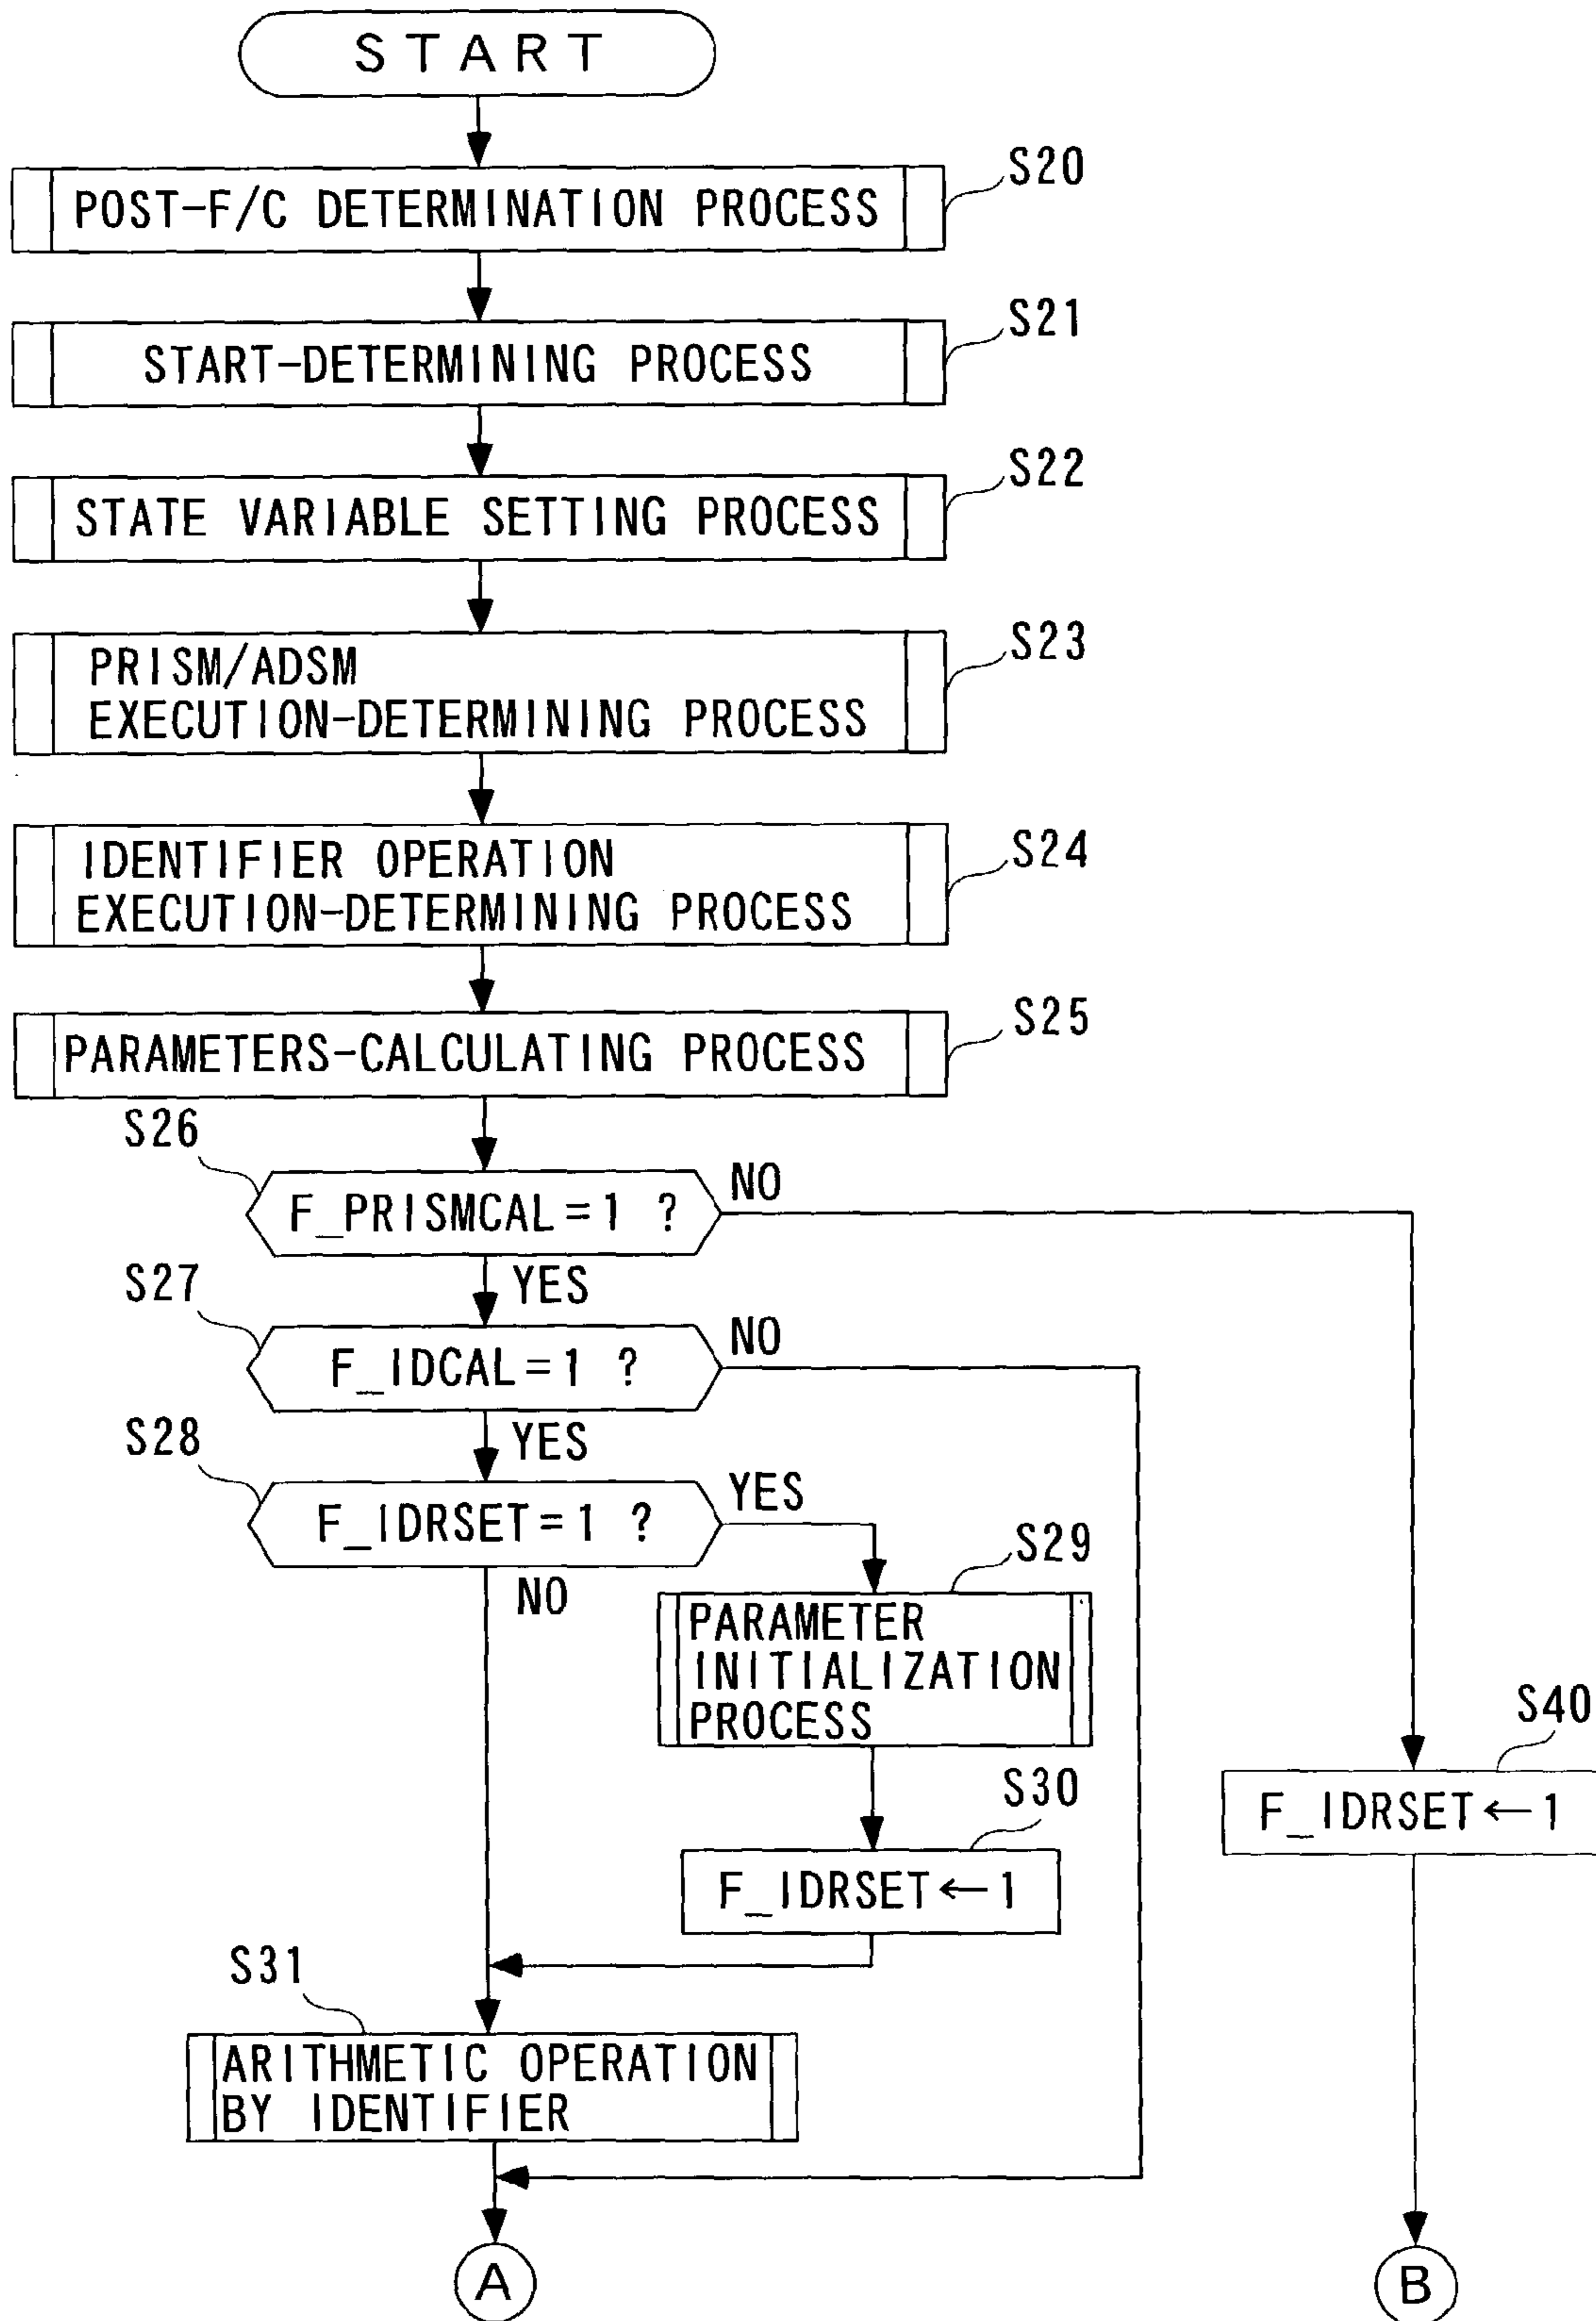 START
S20
POST-F/C DETERMINATION PROCESS
S21
START-DETERMINING PROCESS
S22
STATE VARIABLE SETTING PROCESS
S23
PRISM/ADSM
EXECUTION-DETERMINING PROCESS
S24
IDENTIFIER OPERATION
EXECUTION-DETERMINING PROCESS
S25
PARAMETERS-CALCULATING PROCESS
S26
F_PRISMCAL=1 ?
NO
YES
S27
F_IDCAL=1 ?
NO
YES
S28
F_IDRSET=1 ?
YES
NO
S29
PARAMETER
INITIALIZATION
PROCESS
S30
F_IDRSET←1
S40
F_IDRSET←1
S31
ARITHMETIC OPERATION
BY IDENTIFIER
A
B